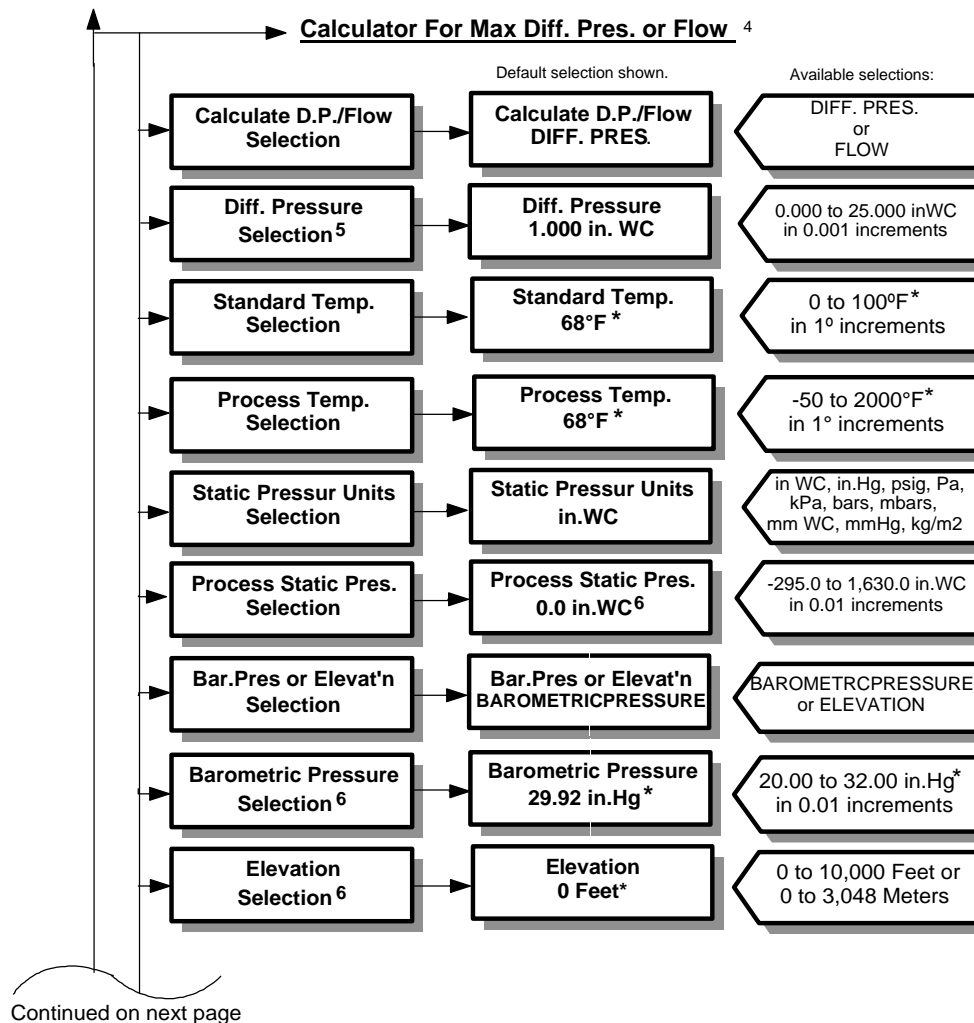 Calculator For Max Diff. Pres. or Flow 4
Default selection shown.
Available selections:
Calculate D.P./Flow
Selection
Calculate D.P./Flow
DIFF. PRES.
DIFF. PRES.
or
FLOW
Diff. Pressure
Selection5
Diff. Pressure
1.000 in. WC
0.000 to 25.000 inWC
in 0.001 increments
Standard Temp.
Selection
Standard Temp.
68°F *
0 to 100ºF*
in 1º increments
Process Temp.
Selection
Process Temp.
68°F *
-50 to 2000°F*
in 1° increments
Static Pressur Units
Selection
Static Pressur Units
in.WC
in WC, in.Hg, psig, Pa,
kPa, bars, mbars,
mm WC, mmHg, kg/m2
Process Static Pres.
Selection
Process Static Pres.
0.0 in.WC6
-295.0 to 1,630.0 in.WC
in 0.01 increments
Bar.Pres or Elevat'n
Selection
Bar.Pres or Elevat'n
BAROMETRICPRESSURE
BAROMETRCPRESSURE
or ELEVATION
Barometric Pressure
Selection 6
Barometric Pressure
29.92 in.Hg*
20.00 to 32.00 in.Hg*
in 0.01 increments
Elevation
Selection 6
Elevation
0 Feet*
0 to 10,000 Feet or
0 to 3,048 Meters
Continued on next page